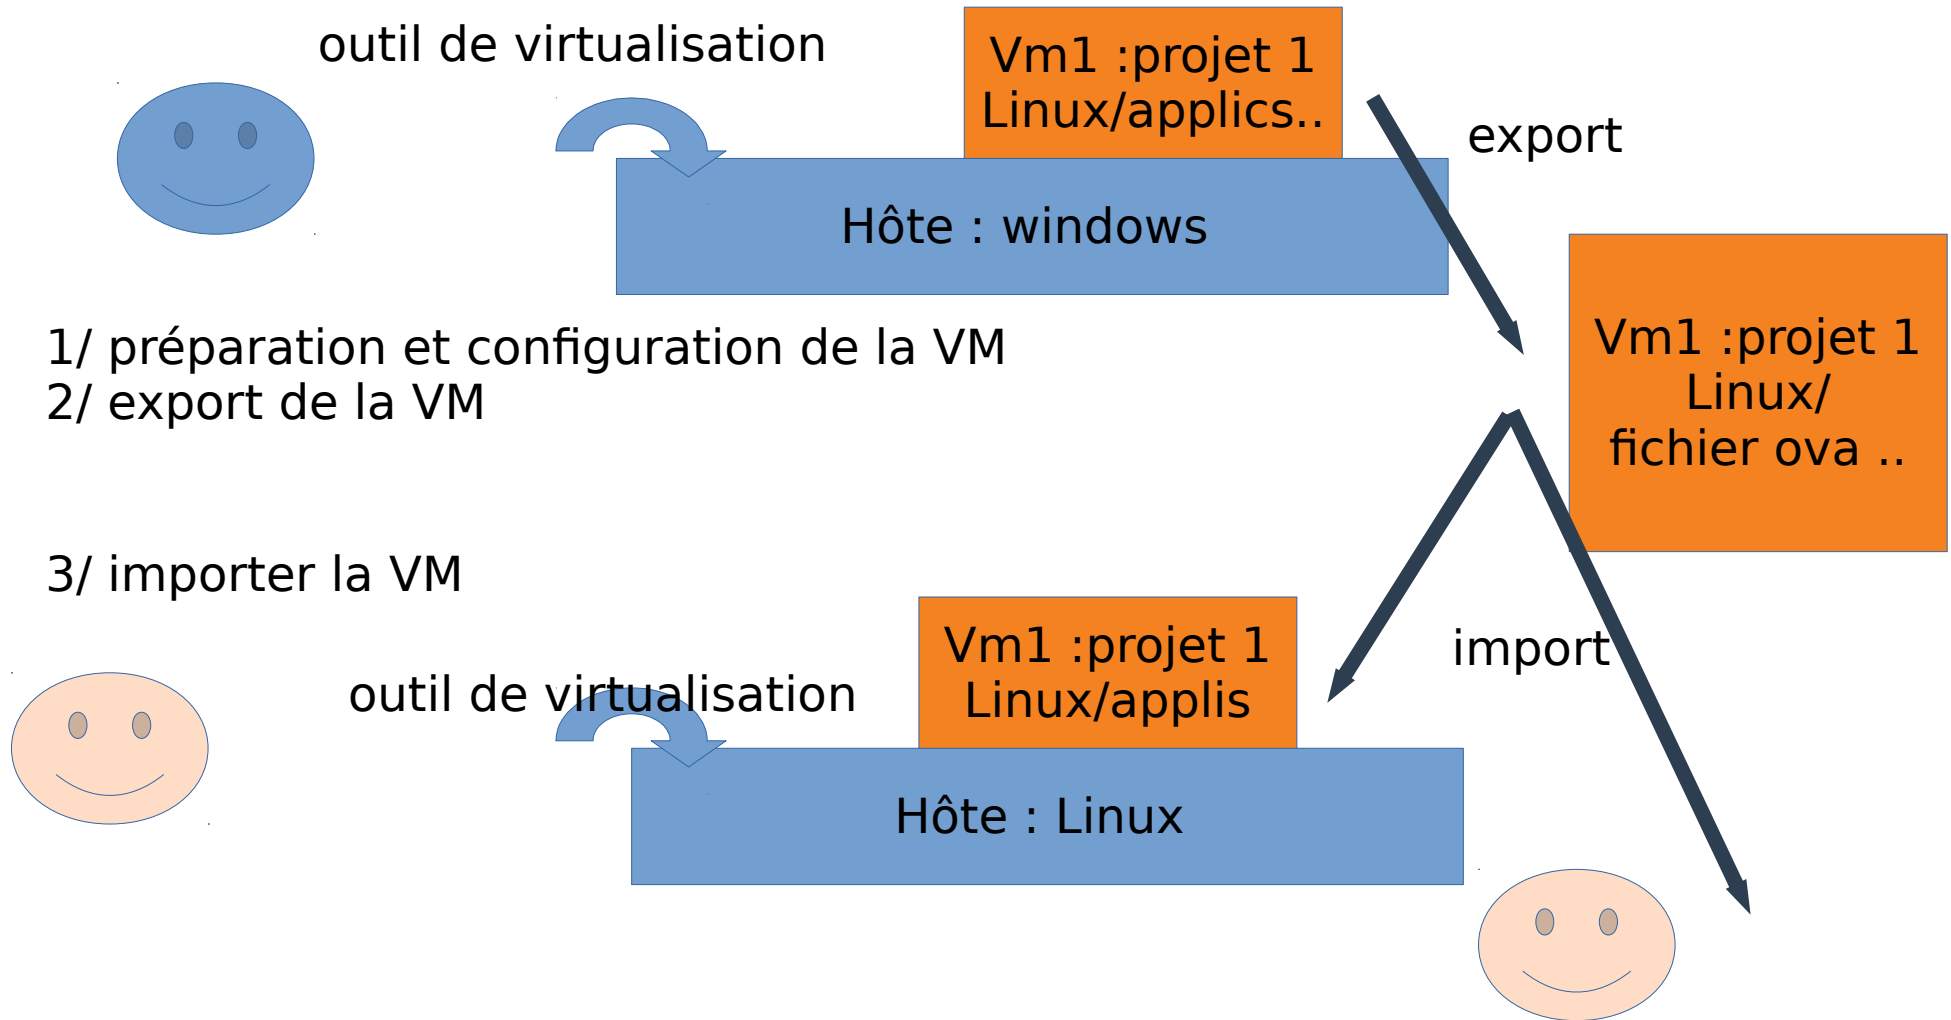 outil de virtualisation
Vm1 :projet 1
Linux/applics..
export
Hôte : windows
Vm1 :projet 1
Linux/
fichier ova ..
1/ préparation et configuration de la VM
2/ export de la VM
3/ importer la VM
outil de virtualisation
Vm1 :projet 1
Linux/applis
import
Hôte : Linux